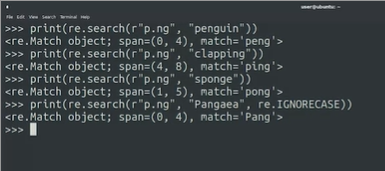 user@ubuntu: ~
File Edit View Search Terminal Help
>>> print(re.search(r"p.ng", "penguin"))
<re.Match object; span=(0, 4), match='peng'>
>>> print(re.search(r"p.ng", "clapping"))
<re.Match object; span=(4, 8), match='ping'>
>>> print(re.search(r"p.ng", "sponge"))
<re.Match object; span=(1, 5), match='pong'>
>>> print(re.search(r"p.ng", "Pangaea", re.IGNORECASE))
<re.Match object; span=(0, 4), match='Pang'>
>>>